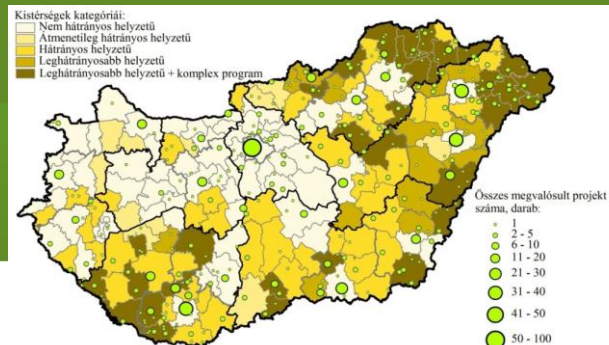 Kistérségek kategóriái:
Nem hátrányos helyzetű
Átmenetileg hátrányos helyzetű
Hátrányos helyzetű
Leghátrányosabb helyzetű
Leghátrányosabb helyzetű + komplex program
Összes megvalósult projekt
száma, darab:
1
2 - 5
6 - 10
11 - 20
21 - 30
31 - 40
41 - 50
50 - 100